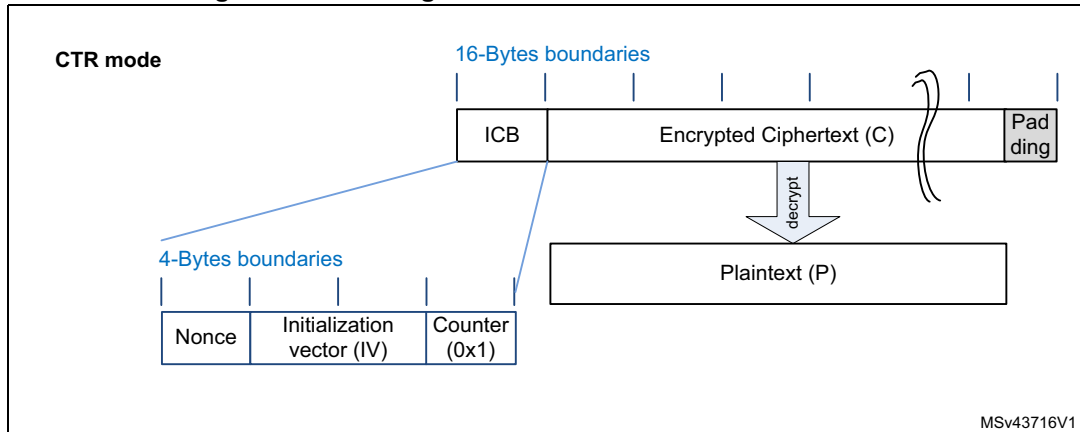 CTR mode
16-Bytes boundaries
ICB
Encrypted Ciphertext (C)
Pad
ding
decrypt
4-Bytes boundaries
Plaintext (P)
Nonce
Initialization
vector (IV)
Counter
(0x1)
MSv43716V1